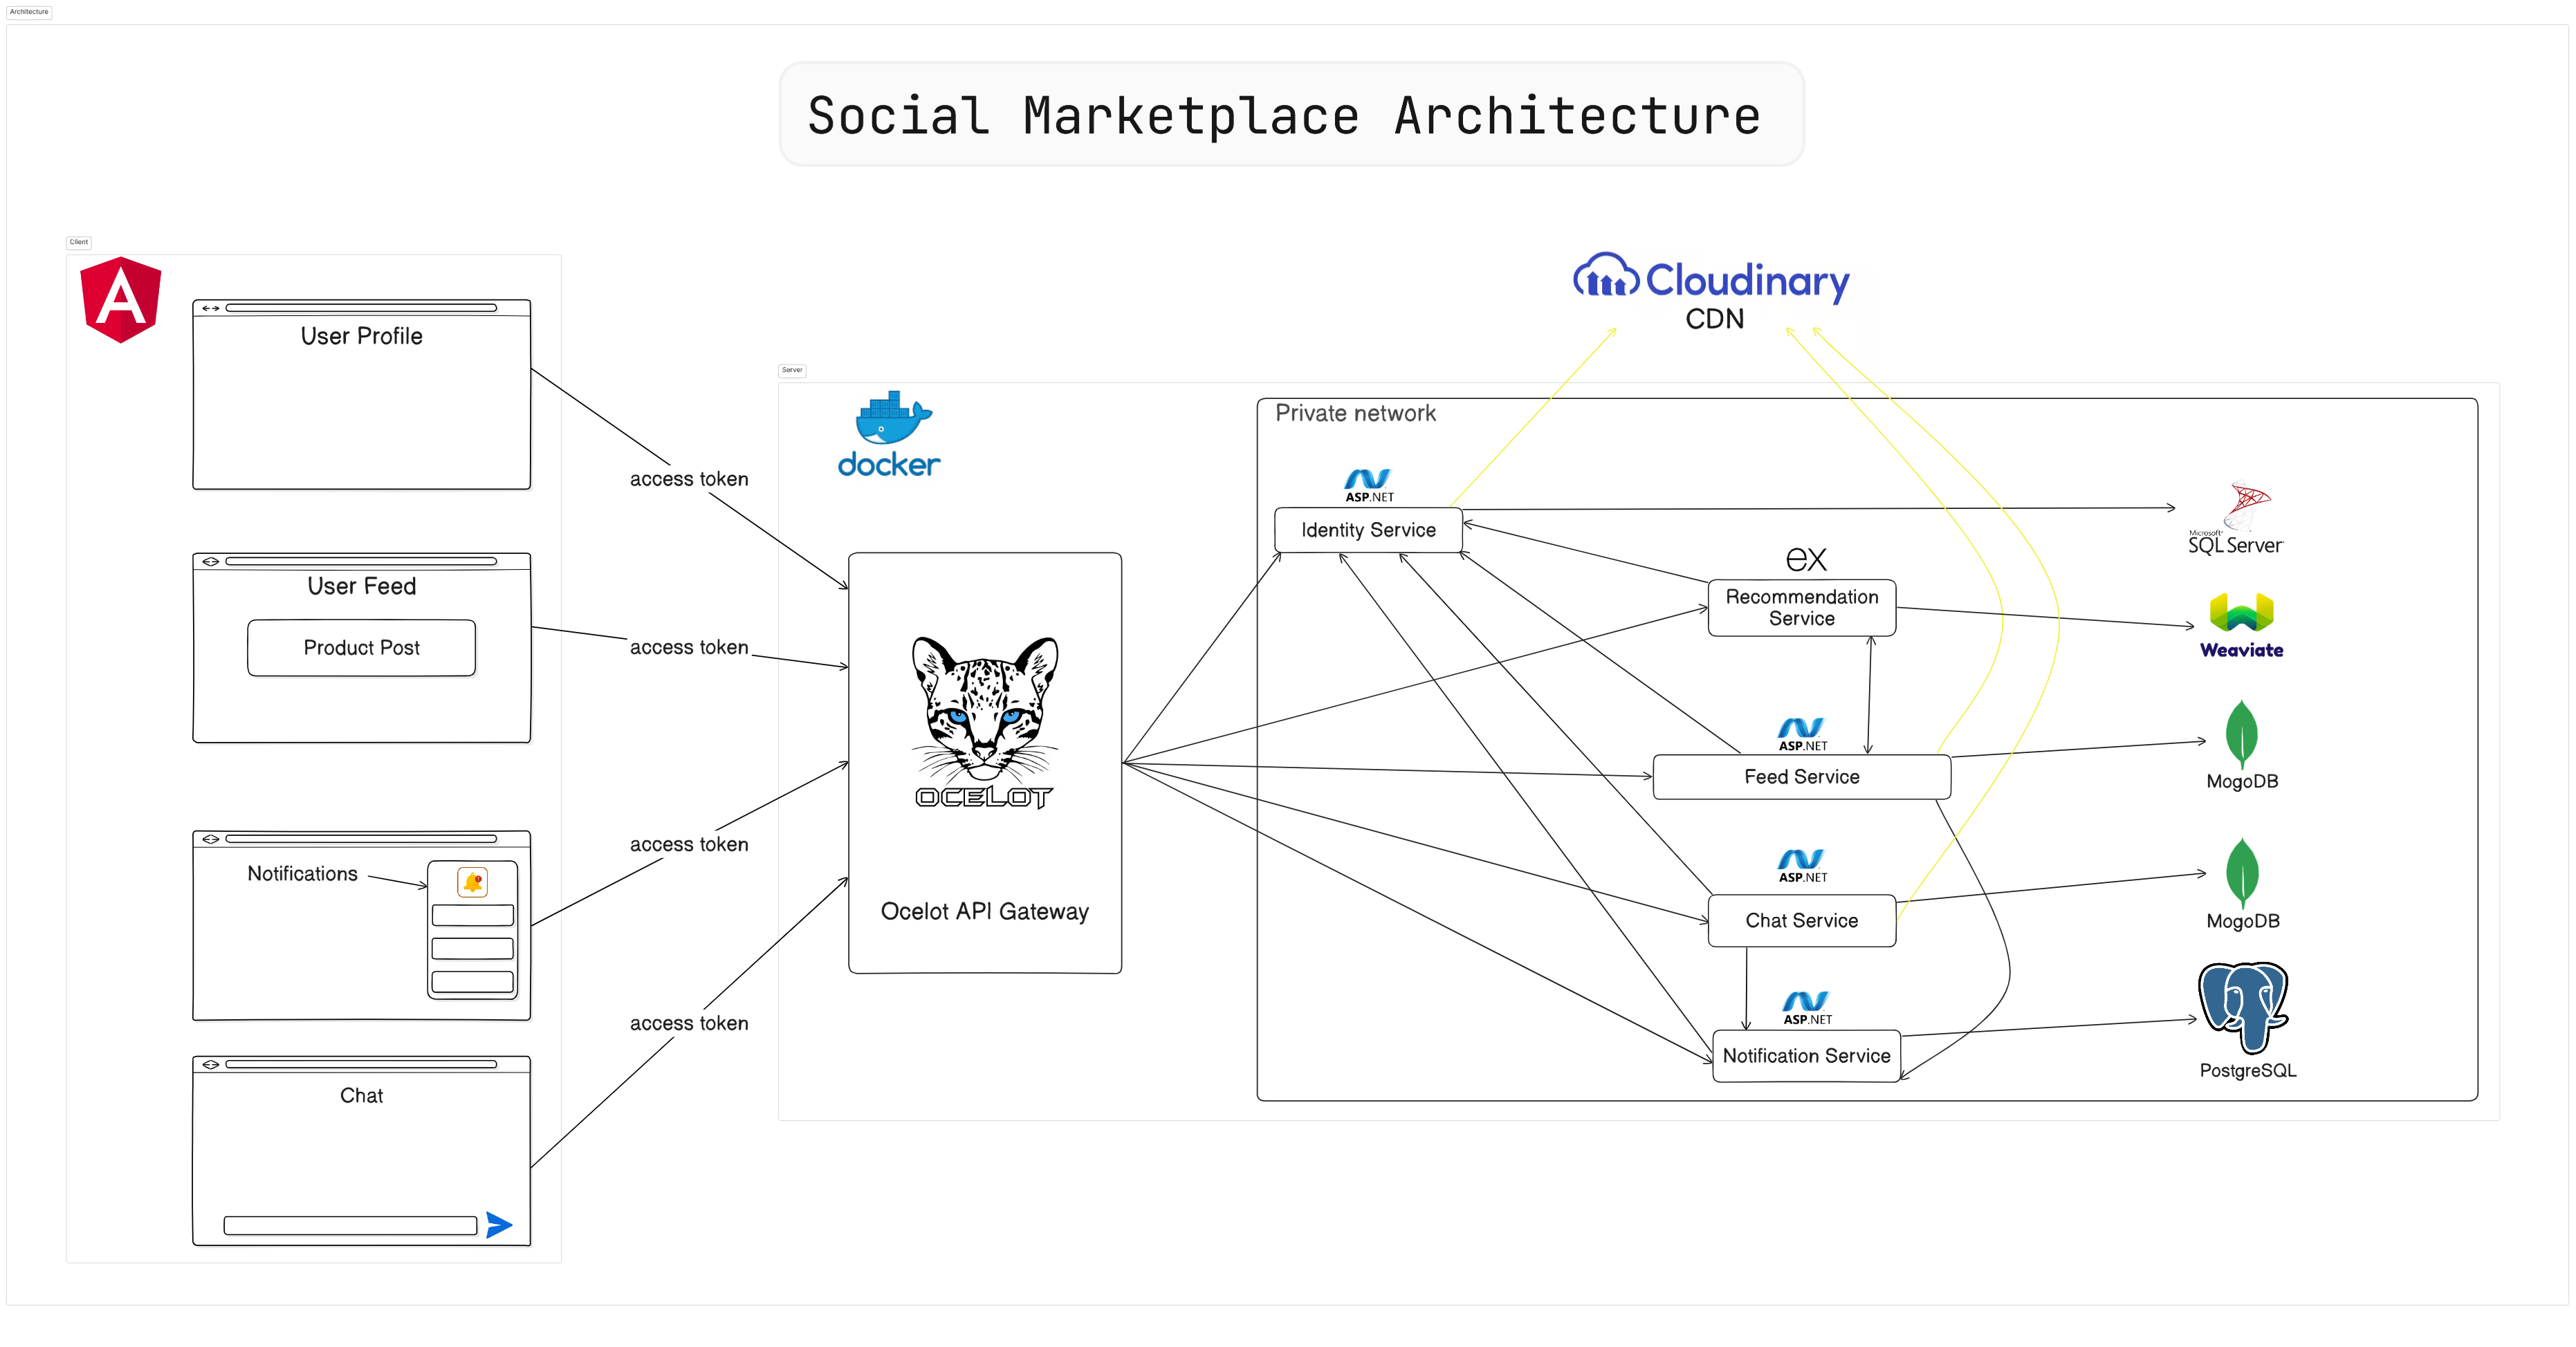 Architecture
Social Marketplace Architecture
Client
User Profile
User Feed
Product Post
Notifications
Chat
access token
access token
access token
access token
Server
docker
OCELOT
Ocelot API Gateway
Cloudinary
CDN
Private network
ASP.NET
Identity Service
ex
Recommendation
Service
ASP.NET
Feed Service
ASP.NET
Chat Service
ASP.NET
Notification Service
Microsoft
SQL Server
Weaviate
MogoDB
MogoDB
PostgreSQL